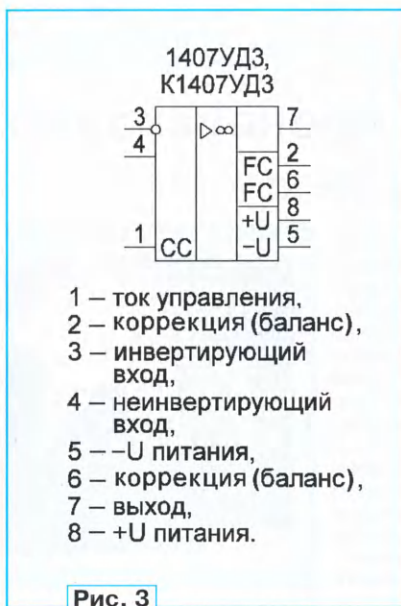 1407УД3,
К1407УД3
3
4
1
CC
▷∞
FC
FC
+U
–U
7
2
6
8
5
1 – ток управления,
2 – коррекция (баланс),
3 – инвертирующий
вход,
4 – неинвертирующий
вход,
5 – –U питания,
6 – коррекция (баланс),
7 – выход,
8 – +U питания.
Рис. 3